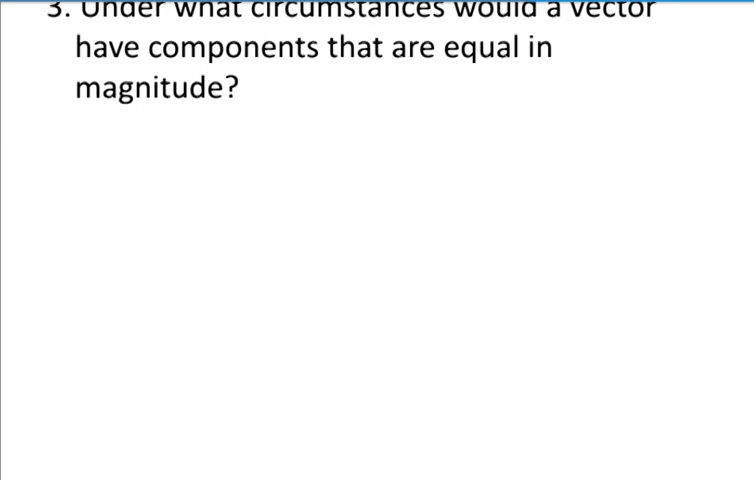 3. Under what circumstances would a vector
have components that are equal in
magnitude?